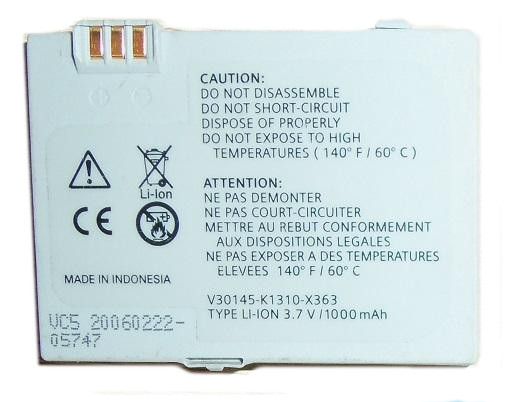 CAUTION:
DO NOT DISASSEMBLE
DO NOT SHORT-CIRCUIT
DISPOSE OF PROPERLY
DO NOT EXPOSE TO HIGH
TEMPERATURES ( 140° F / 60° C )
ATTENTION:
NE PAS DEMONTER
NE PAS COURT-CIRCUITER
METTRE AU REBUT CONFORMEMENT
AUX DISPOSITIONS LEGALES
NE PAS EXPOSER A DES TEMPERATURES
ELEVEES 140° F / 60° C
V30145-K1310-X363
TYPE LI-ION 3.7 V/1000mAh
Li-Ion
CE
MADE IN INDONESIA
VC5 20060222-
05747